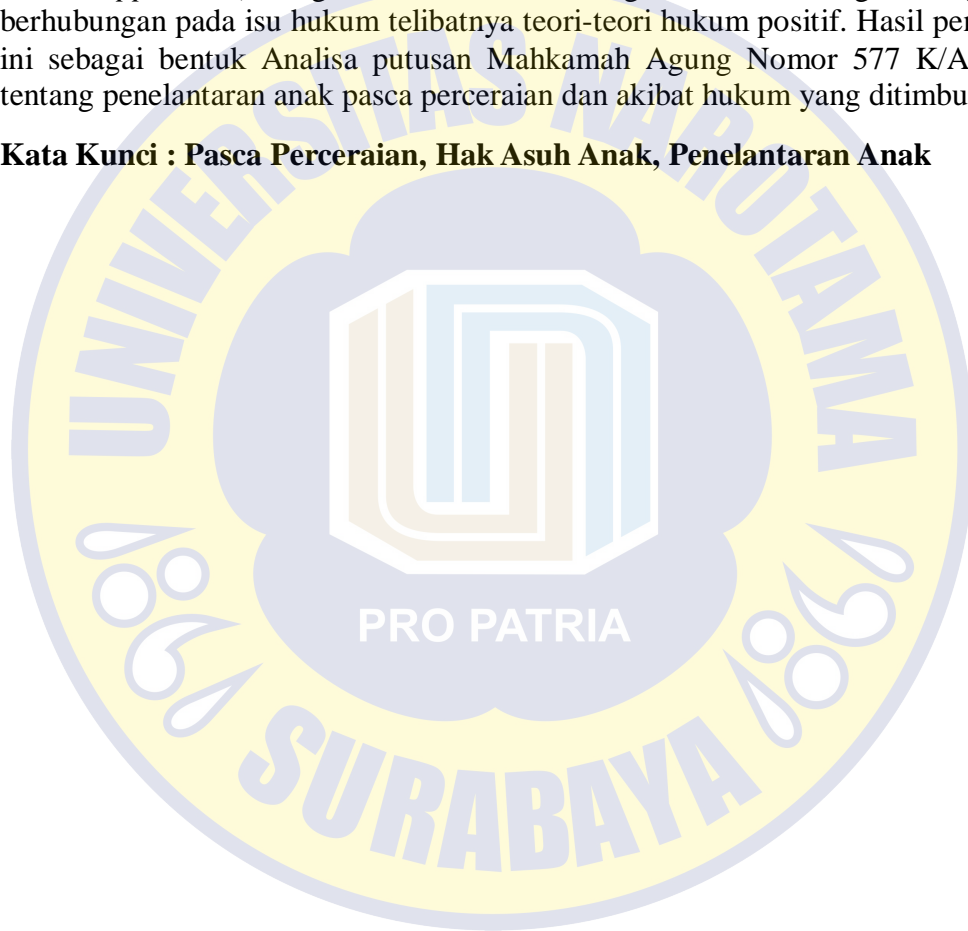 berhubungan pada isu hukum telibatnya teori-teori hukum positif. Hasil per
ini sebagai bentuk Analisa putusan Mahkamah Agung Nomor 577 K/A
tentang penelantaran anak pasca perceraian dan akibat hukum yang ditimbu
Kata Kunci : Pasca Perceraian, Hak Asuh Anak, Penelantaran Anak
UNIVERSITAS NAROTAMA
PRO PATRIA
SURABAYA